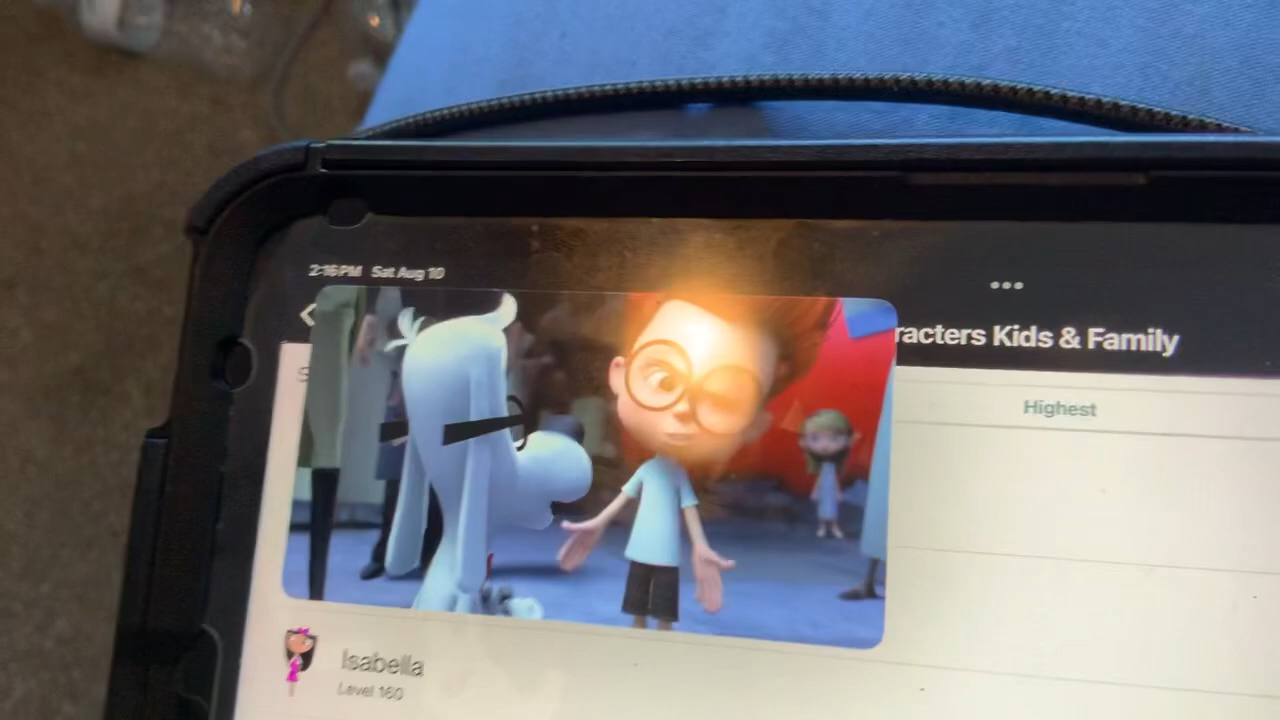 2:16 PM Sat Aug 10
racters Kids & Family
Highest
Isabella
Level 160